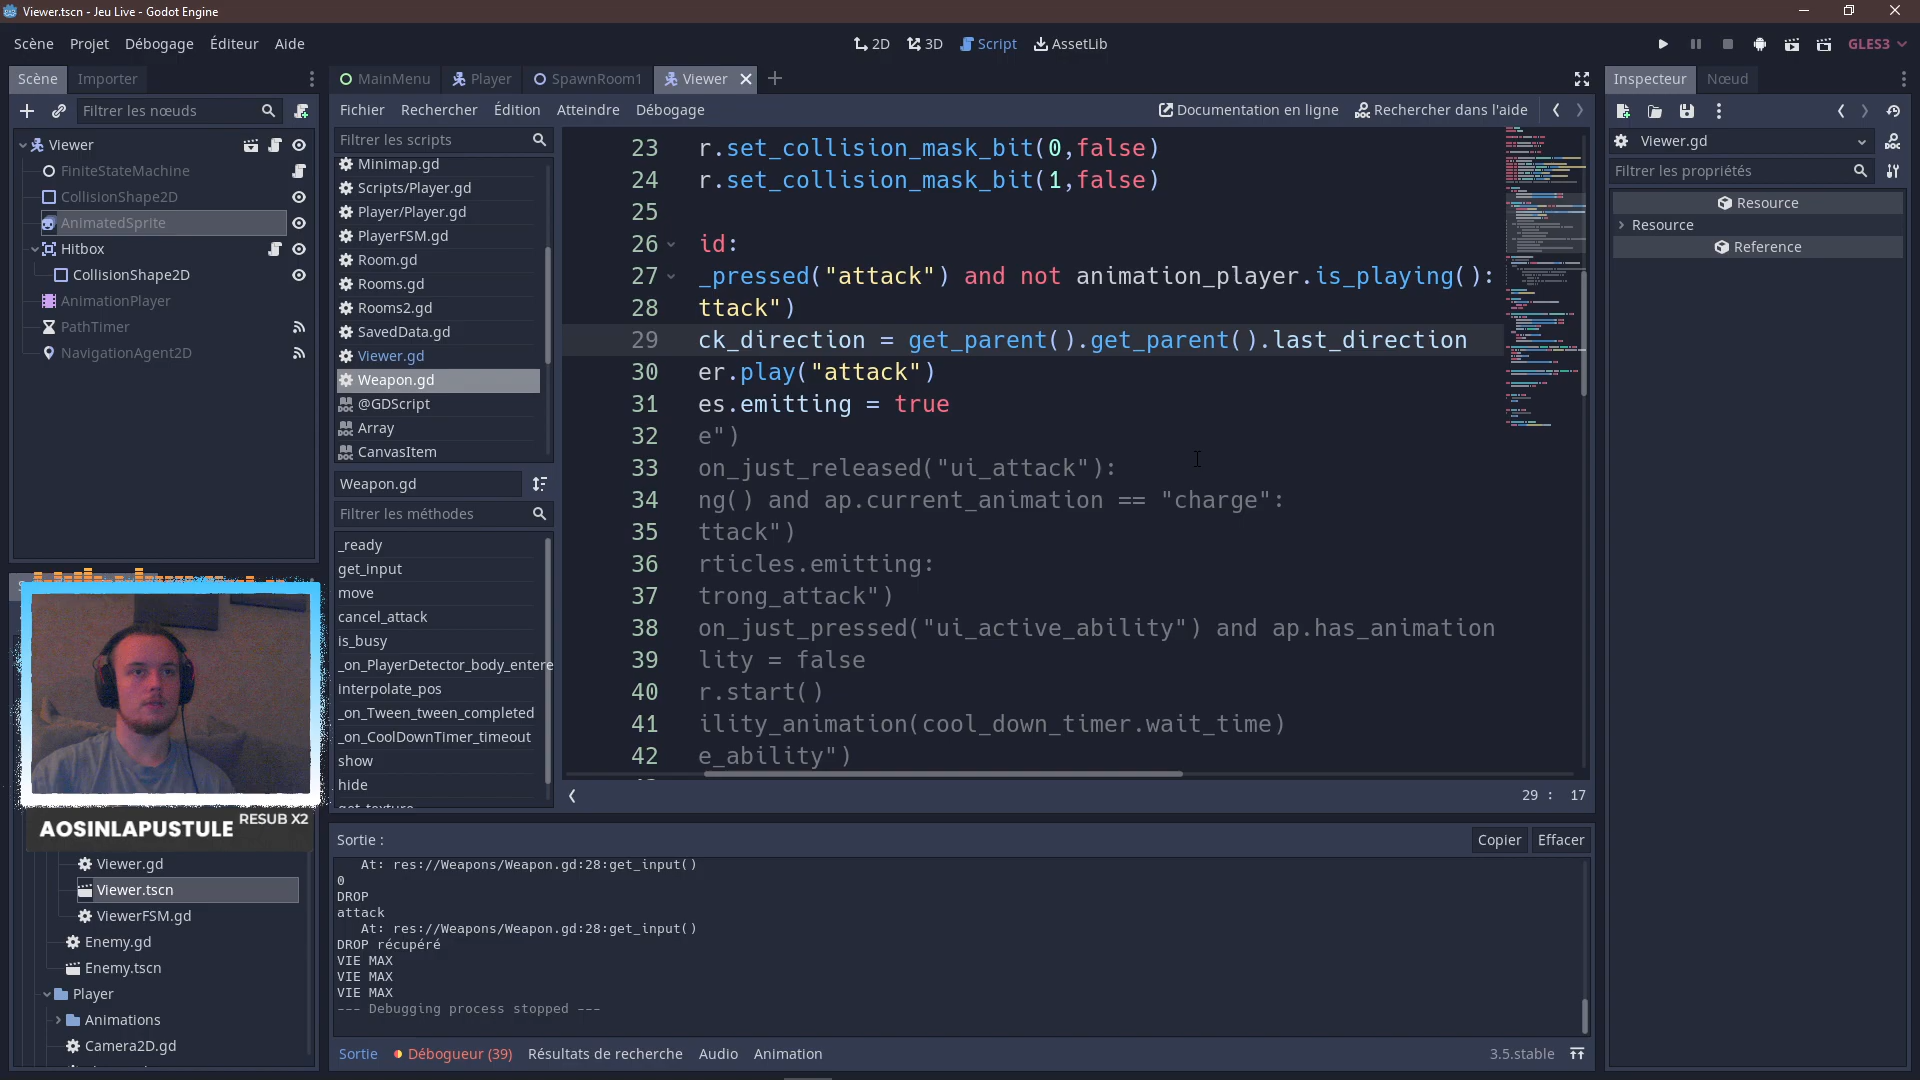 Viewer.tscn - Jeu Live - Godot Engine
Scène Projet Débogage Éditeur Aide
2D 3D Script AssetLib
GLES3
Scène Importer
Filtrer les nœuds
Viewer
FiniteStateMachine
CollisionShape2D
AnimatedSprite
Hitbox
CollisionShape2D
AnimationPlayer
PathTimer
NavigationAgent2D
AOSINLAPUSTULE RESUB X2
Viewer.gd
Viewer.tscn
ViewerFSM.gd
Enemy.gd
Enemy.tscn
Player
Animations
Camera2D.gd
MainMenu Player SpawnRoom1 Viewer
Fichier Rechercher Édition Atteindre Débogage
Documentation en ligne Rechercher dans l'aide
Filtrer les scripts
Minimap.gd
Scripts/Player.gd
Player/Player.gd
PlayerFSM.gd
Room.gd
Rooms.gd
Rooms2.gd
SavedData.gd
Viewer.gd
Weapon.gd
@GDScript
Array
CanvasItem
Weapon.gd
Filtrer les méthodes
_ready
get_input
move
cancel_attack
is_busy
_on_PlayerDetector_body_entere
interpolate_pos
_on_Tween_tween_completed
_on_CoolDownTimer_timeout
show
hide
23 r.set_collision_mask_bit(0,false)
24 r.set_collision_mask_bit(1,false)
25
26 id:
27 _pressed("attack") and not animation_player.is_playing():
28 ttack")
29 ck_direction = get_parent().get_parent().last_direction
30 er.play("attack")
31 es.emitting = true
32 e")
33 on_just_released("ui_attack"):
34 ng() and ap.current_animation == "charge":
35 ttack")
36 rticles.emitting:
37 trong_attack")
38 on_just_pressed("ui_active_ability") and ap.has_animation
39 lity = false
40 r.start()
41 ility_animation(cool_down_timer.wait_time)
42 e_ability")
29 : 17
Sortie :
Copier Effacer
At: res://Weapons/Weapon.gd:28:get_input()
0
DROP
attack
At: res://Weapons/Weapon.gd:28:get_input()
DROP récupéré
VIE MAX
VIE MAX
VIE MAX
--- Debugging process stopped ---
Sortie Débogueur (39) Résultats de recherche Audio Animation
3.5.stable
Inspecteur Nœud
Viewer.gd
Filtrer les propriétés
Resource
Resource
Reference